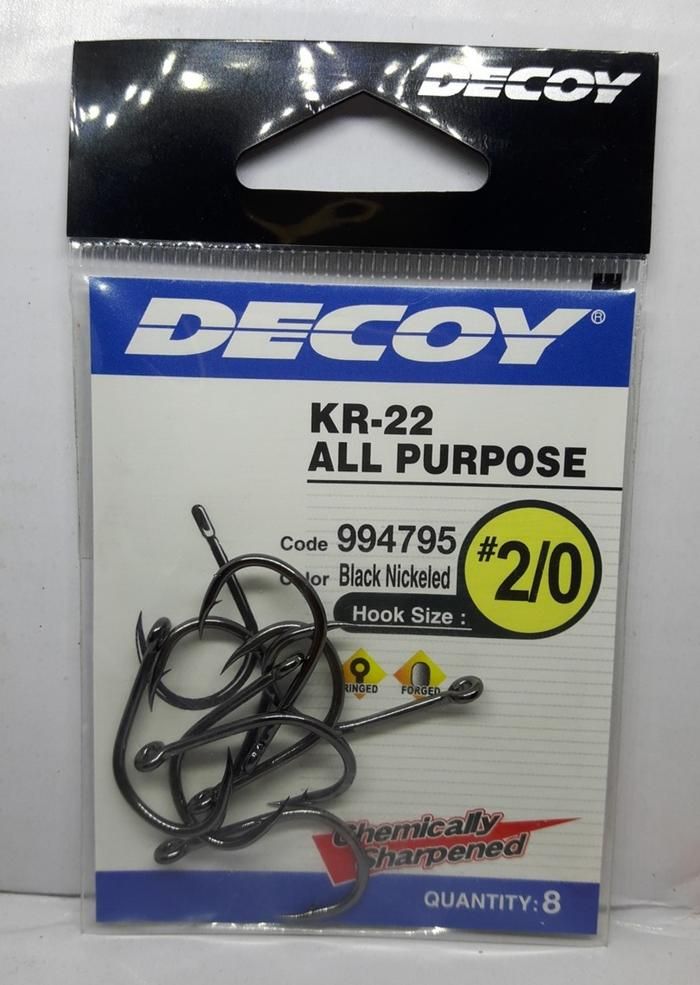 DECOY
DECOY®
KR-22
ALL PURPOSE
Code 994795
Color Black Nickeled
Hook Size :
#2/0
RINGED FORGED
Chemically
Sharpened
QUANTITY: 8